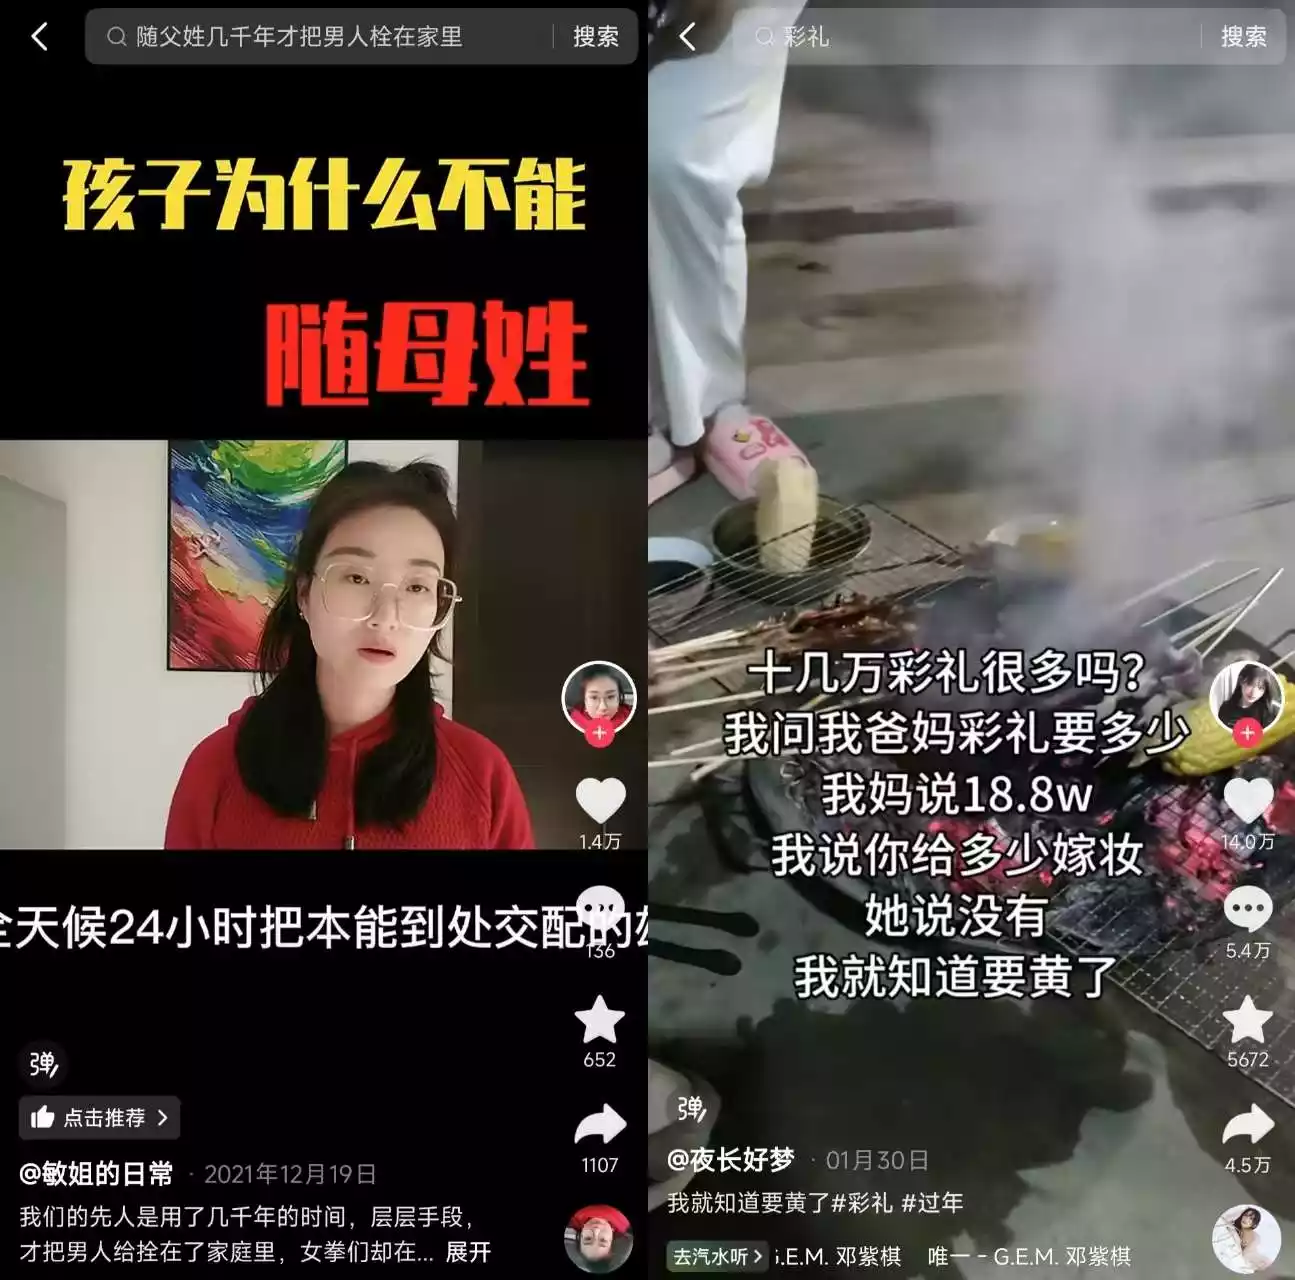 随父姓几千年才把男人栓在家里
搜索
孩子为什么不能
随母姓
全天候24小时把本能到处交配的
1.4万
136
652
1107
弹
点击推荐 >
@敏姐的日常 · 2021年12月19日
我们的先人是用了几千年的时间，层层手段，
才把男人给拴在了家庭里，女拳们却在... 展开
彩礼
搜索
十几万彩礼很多吗?
我问我爸妈彩礼要多少
我妈说18.8w
我说你给多少嫁妆
她说没有
我就知道要黄了
14.0万
5.4万
5672
4.5万
弹
@夜长好梦 · 01月30日
我就知道要黄了#彩礼 #过年
去汽水听 > G.E.M. 邓紫棋 唯一 - G.E.M. 邓紫棋